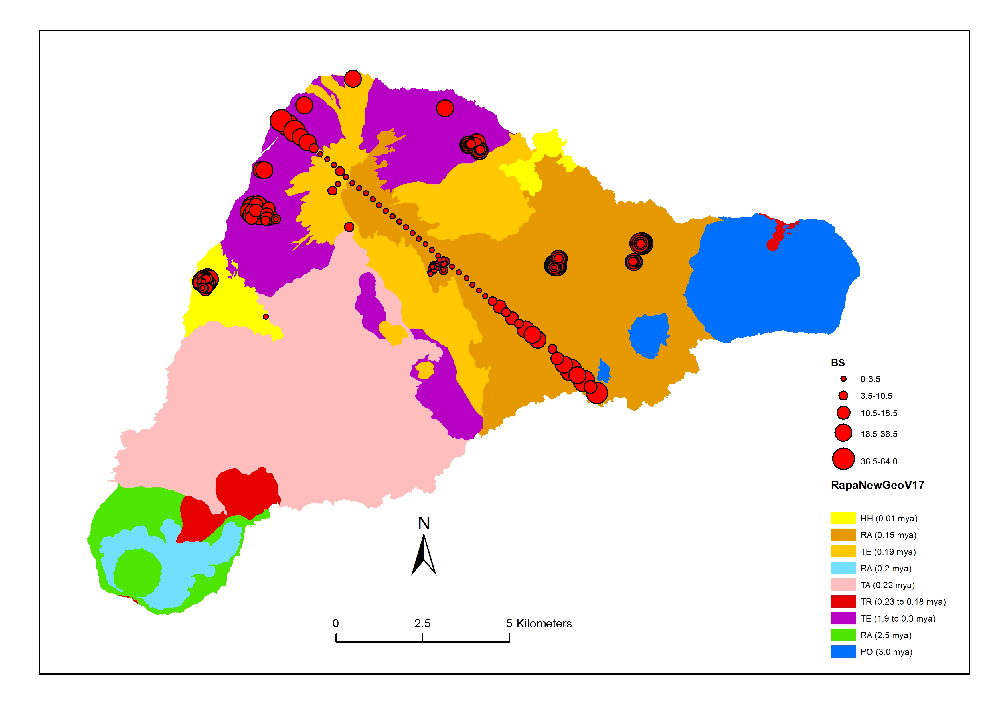 BS
0-3.5
3.5-10.5
10.5-18.5
18.5-36.5
36.5-64.0
RapaNewGeoV17
HH (0.01 mya)
RA (0.15 mya)
TE (0.19 mya)
RA (0.2 mya)
TA (0.22 mya)
TR (0.23 to 0.18 mya)
TE (1.9 to 0.3 mya)
RA (2.5 mya)
PO (3.0 mya)
N
0 2.5 5 Kilometers